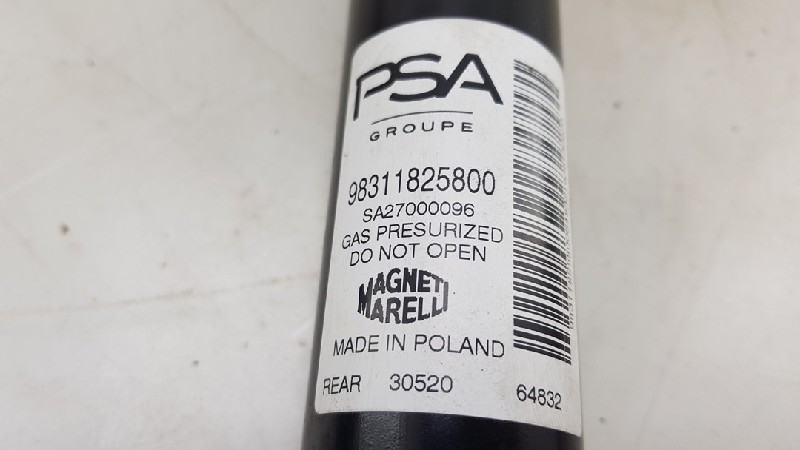 PSA
GROUPE
98311825800
SA27000096
GAS PRESURIZED
DO NOT OPEN
MAGNETI
MARELLI
MADE IN POLAND
REAR 30520 64832